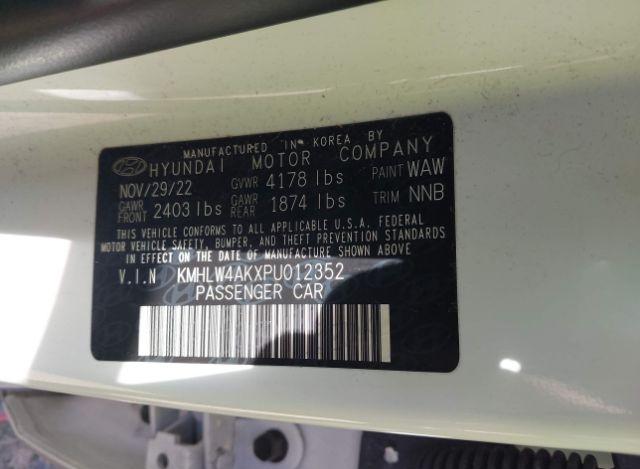 MANUFACTURED IN KOREA BY
HYUNDAI MOTOR COMPANY
NOV/29/22 GVWR 4178 lbs PAINT WAW
GAWR FRONT 2403 lbs GAWR REAR 1874 lbs TRIM NNB
THIS VEHICLE CONFORMS TO ALL APPLICABLE U.S.A. FEDERAL
MOTOR VEHICLE SAFETY, BUMPER, AND THEFT PREVENTION STANDARDS
IN EFFECT ON THE DATE OF MANUFACTURE SHOWN ABOVE.
V.I.N KMHLW4AKXPU012352
PASSENGER CAR